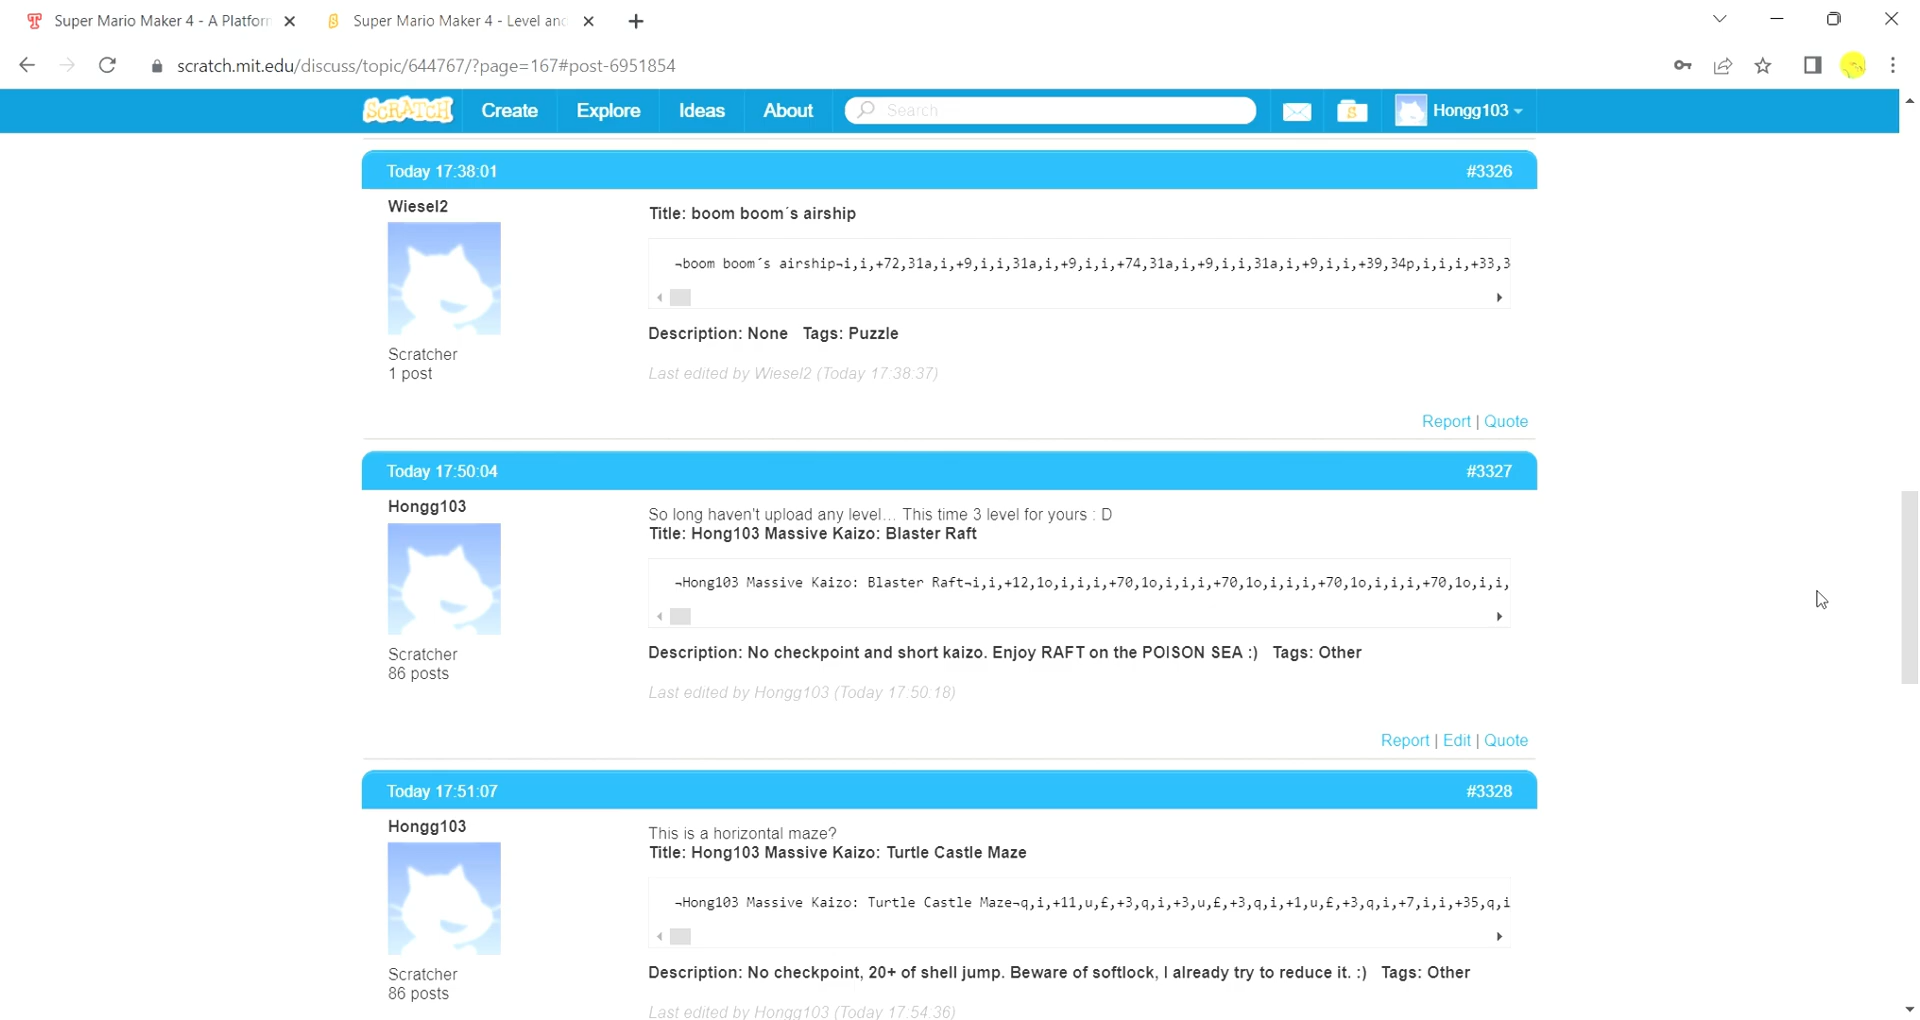 Super Mario Maker 4 - A Platforn
Super Mario Maker 4 - Level and
scratch.mit.edu/discuss/topic/644767/?page=167#post-6951854
SCRATCH Create Explore Ideas About Search Hongg103
Today 17:38:01 #3326
Wiesel2
Title: boom boom´s airship
¬boom boom´s airship¬i,i,+72,31a,i,+9,i,i,31a,i,+9,i,i,+74,31a,i,+9,i,i,31a,i,+9,i,i,+39,34p,i,i,i,+33,3
Description: None Tags: Puzzle
Scratcher
1 post
Last edited by Wiesel2 (Today 17:38:37)
Report | Quote
Today 17:50:04 #3327
Hongg103
So long haven't upload any level... This time 3 level for yours : D
Title: Hong103 Massive Kaizo: Blaster Raft
¬Hong103 Massive Kaizo: Blaster Raft¬i,i,+12,1o,i,i,i,+70,1o,i,i,i,+70,1o,i,i,i,+70,1o,i,i,i,+70,1o,i,i,
Description: No checkpoint and short kaizo. Enjoy RAFT on the POISON SEA :) Tags: Other
Scratcher
86 posts
Last edited by Hongg103 (Today 17:50:18)
Report | Edit | Quote
Today 17:51:07 #3328
Hongg103
This is a horizontal maze?
Title: Hong103 Massive Kaizo: Turtle Castle Maze
¬Hong103 Massive Kaizo: Turtle Castle Maze¬q,i,+11,u,£,+3,q,i,+3,u,£,+3,q,i,+1,u,£,+3,q,i,+7,i,i,+35,q,i
Description: No checkpoint, 20+ of shell jump. Beware of softlock, I already try to reduce it. :) Tags: Other
Scratcher
86 posts
Last edited by Hongg103 (Today 17:54:36)